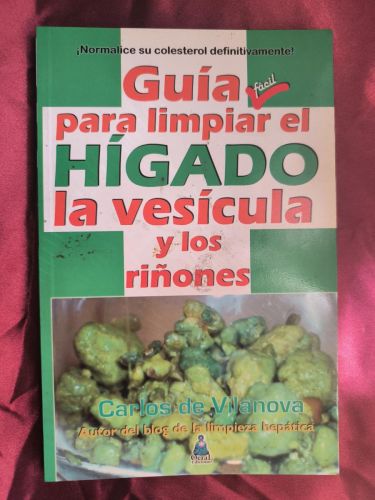 ¡Normalice su colesterol definitivamente!
Guía
fácil
para limpiar el
HÍGADO
la vesícula
y los
riñones
Carlos de Vilanova
Autor del blog de la limpieza hepática